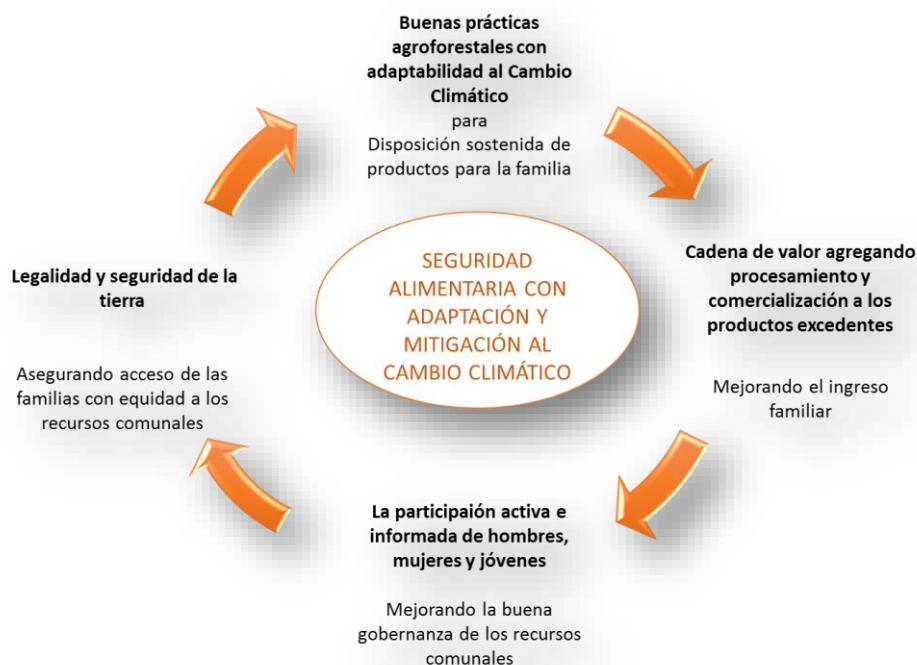 Buenas prácticas
agroforestales con
adaptabilidad al Cambio
Climático
para
Disposición sostenida de
productos para la familia
Cadena de valor agregando
procesamiento y
comercialización a los
productos excedentes
Mejorando el ingreso
familiar
La participaión activa e
informada de hombres,
mujeres y jóvenes
Mejorando la buena
gobernanza de los recursos
comunales
Legalidad y seguridad de la
tierra
Asegurando acceso de las
familias con equidad a los
recursos comunales
SEGURIDAD
ALIMENTARIA CON
ADAPTACIÓN Y
MITIGACIÓN AL
CAMBIO CLIMÁTICO